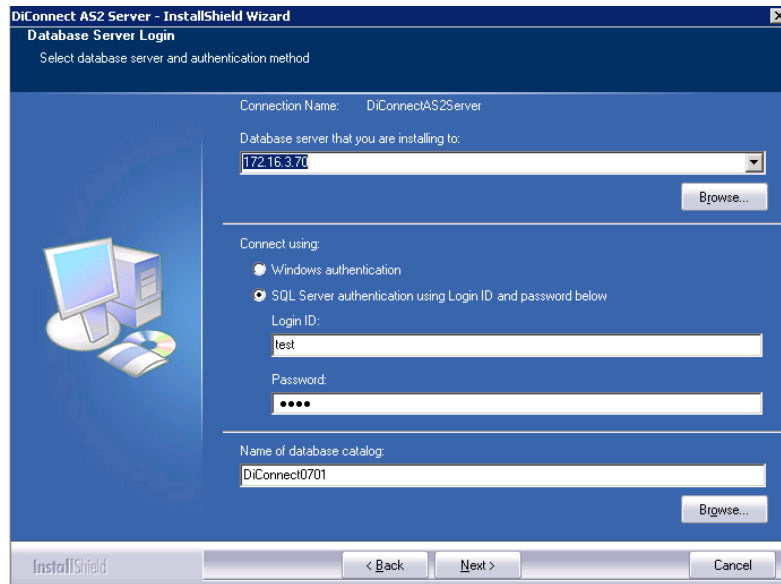 DiConnect AS2 Server - InstallShield Wizard
Database Server Login
Select database server and authentication method
Connection Name: DiConnectAS2Server
Database server that you are installing to:
172.16.3.70
Browse...
Connect using:
Windows authentication
SQL Server authentication using Login ID and password below
Login ID:
test
Password:
••••
Name of database catalog:
DiConnect0701
Browse...
InstallShield
< Back Next > Cancel